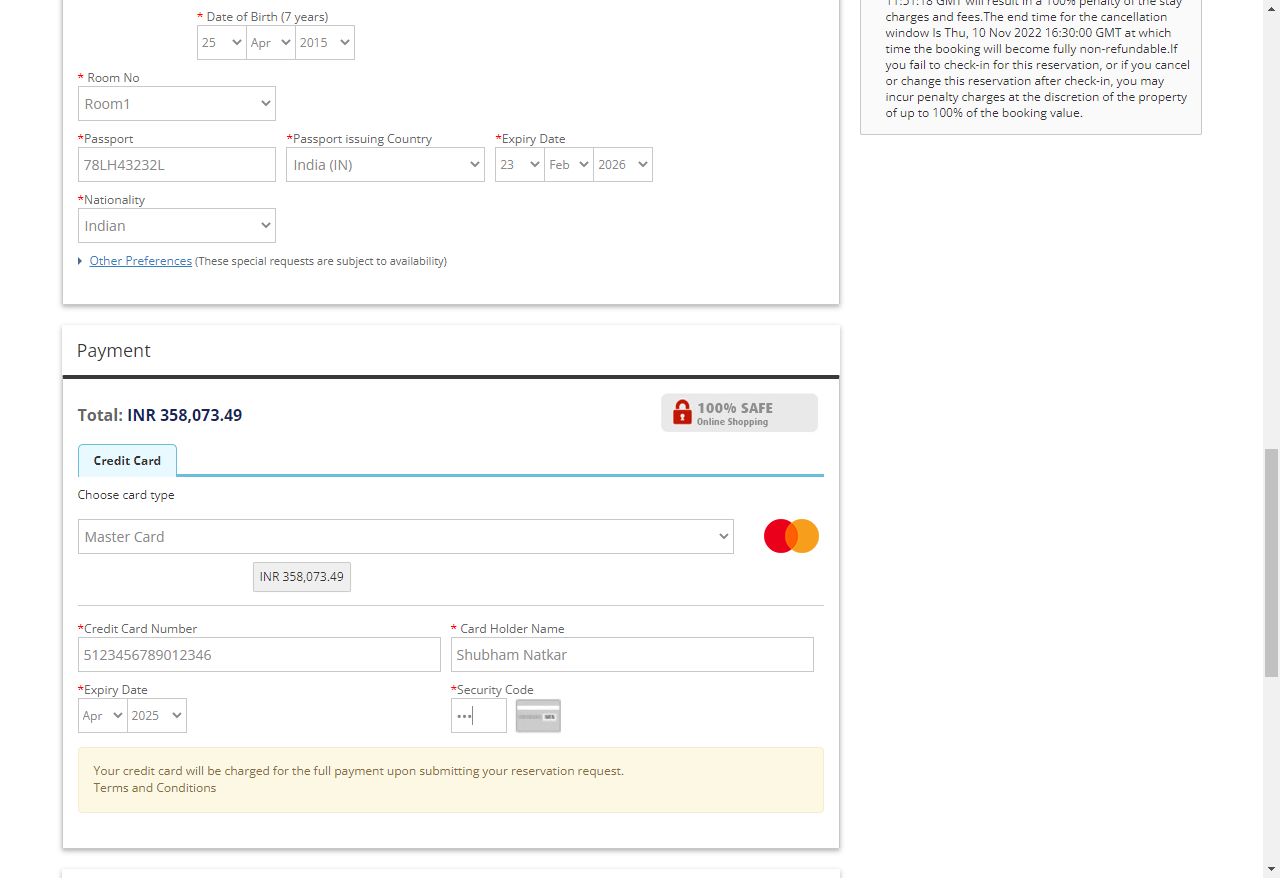 * Date of Birth (7 years)
25 Apr 2015
* Room No
Room1
*Passport *Passport issuing Country *Expiry Date
78LH43232L India (IN) 23 Feb 2026
*Nationality
Indian
Other Preferences (These special requests are subject to availability)
Payment
Total: INR 358,073.49
100% SAFE
Online Shopping
Credit Card
Choose card type
Master Card
INR 358,073.49
*Credit Card Number * Card Holder Name
5123456789012346 Shubham Natkar
*Expiry Date *Security Code
Apr 2025 •••
Your credit card will be charged for the full payment upon submitting your reservation request.
Terms and Conditions
11:51:18 GMT will result in a 100% penalty of the stay
charges and fees.The end time for the cancellation
window Is Thu, 10 Nov 2022 16:30:00 GMT at which
time the booking will become fully non-refundable.If
you fail to check-in for this reservation, or if you cancel
or change this reservation after check-in, you may
incur penalty charges at the discretion of the property
of up to 100% of the booking value.